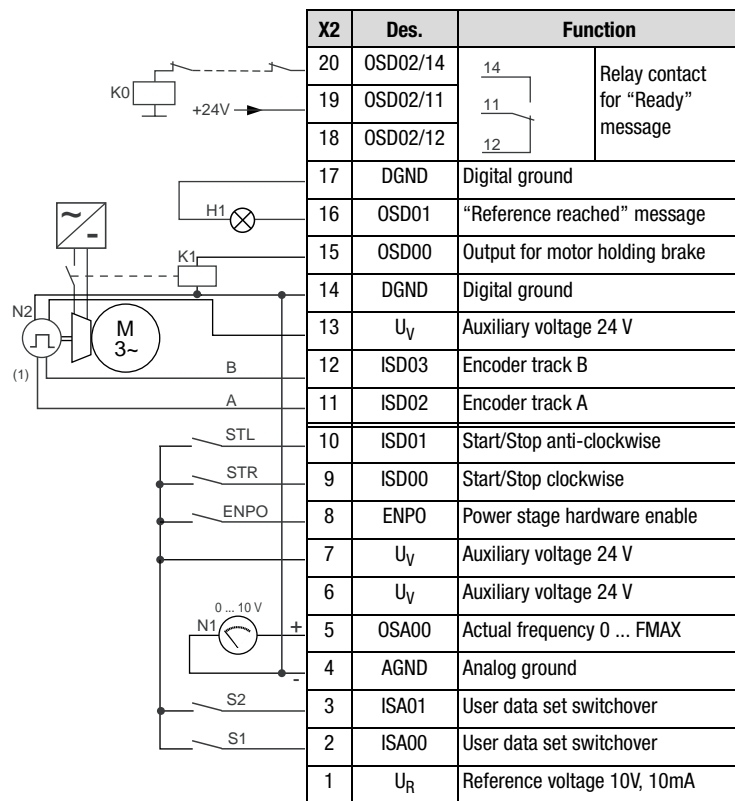 X2 Des. Function
20 OSD02/14 14 Relay contact
K0 +24V 19 OSD02/11 11 for “Ready”
18 OSD02/12 12 message
17 DGND Digital ground
H1 16 OSD01 “Reference reached” message
~ -
K1 15 OSD00 Output for motor holding brake
14 DGND Digital ground
N2 M 3~ 13 UV Auxiliary voltage 24 V
(1) B 12 ISD03 Encoder track B
A 11 ISD02 Encoder track A
STL 10 ISD01 Start/Stop anti-clockwise
STR 9 ISD00 Start/Stop clockwise
ENPO 8 ENPO Power stage hardware enable
7 UV Auxiliary voltage 24 V
6 UV Auxiliary voltage 24 V
0 ... 10 V
N1 + 5 OSA00 Actual frequency 0 ... FMAX
- 4 AGND Analog ground
S2 3 ISA01 User data set switchover
S1 2 ISA00 User data set switchover
1 UR Reference voltage 10V, 10mA